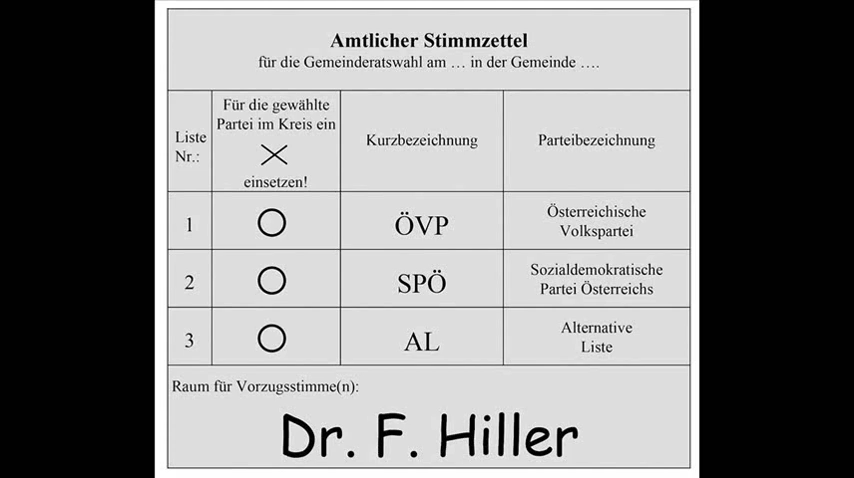 Amtlicher Stimmzettel
für die Gemeinderatswahl am … in der Gemeinde ….
Liste
Nr.:
Für die gewählte
Partei im Kreis ein
einsetzen!
Kurzbezeichnung
Parteibezeichnung
1
ÖVP
Österreichische
Volkspartei
2
SPÖ
Sozialdemokratische
Partei Österreichs
3
AL
Alternative
Liste
Raum für Vorzugsstimme(n):
Dr. F. Hiller